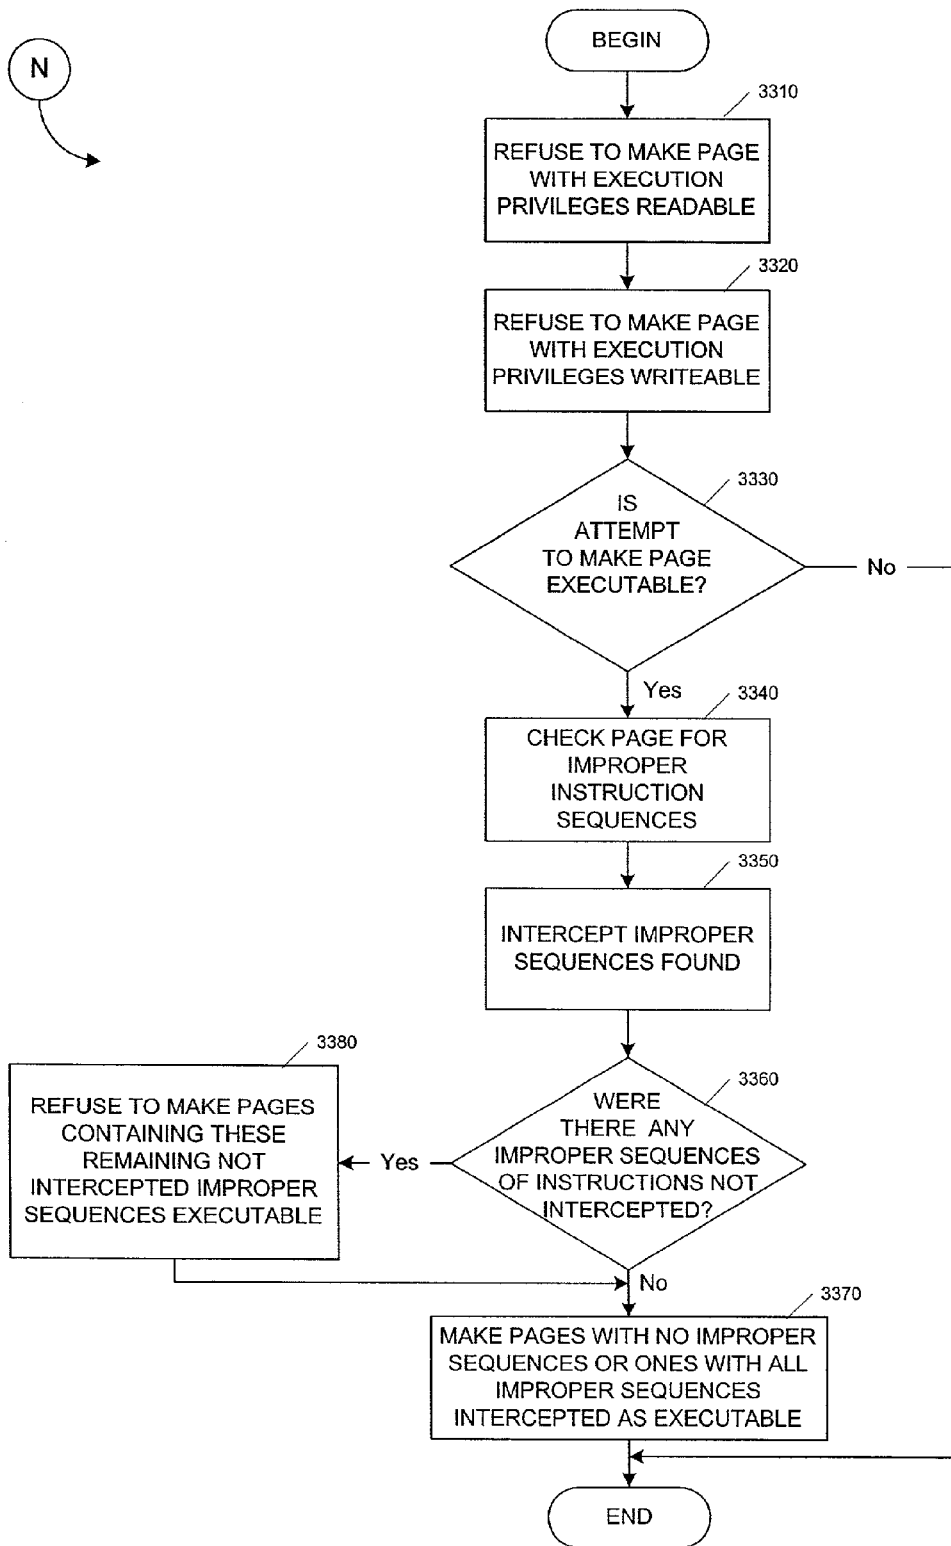 N
BEGIN
3310
REFUSE TO MAKE PAGE
WITH EXECUTION
PRIVILEGES READABLE
3320
REFUSE TO MAKE PAGE
WITH EXECUTION
PRIVILEGES WRITEABLE
3330
IS
ATTEMPT
TO MAKE PAGE
EXECUTABLE?
No
Yes
3340
CHECK PAGE FOR
IMPROPER
INSTRUCTION
SEQUENCES
3350
INTERCEPT IMPROPER
SEQUENCES FOUND
3360
WERE
THERE ANY
IMPROPER SEQUENCES
OF INSTRUCTIONS NOT
INTERCEPTED?
Yes
3380
REFUSE TO MAKE PAGES
CONTAINING THESE
REMAINING NOT
INTERCEPTED IMPROPER
SEQUENCES EXECUTABLE
No
3370
MAKE PAGES WITH NO IMPROPER
SEQUENCES OR ONES WITH ALL
IMPROPER SEQUENCES
INTERCEPTED AS EXECUTABLE
END